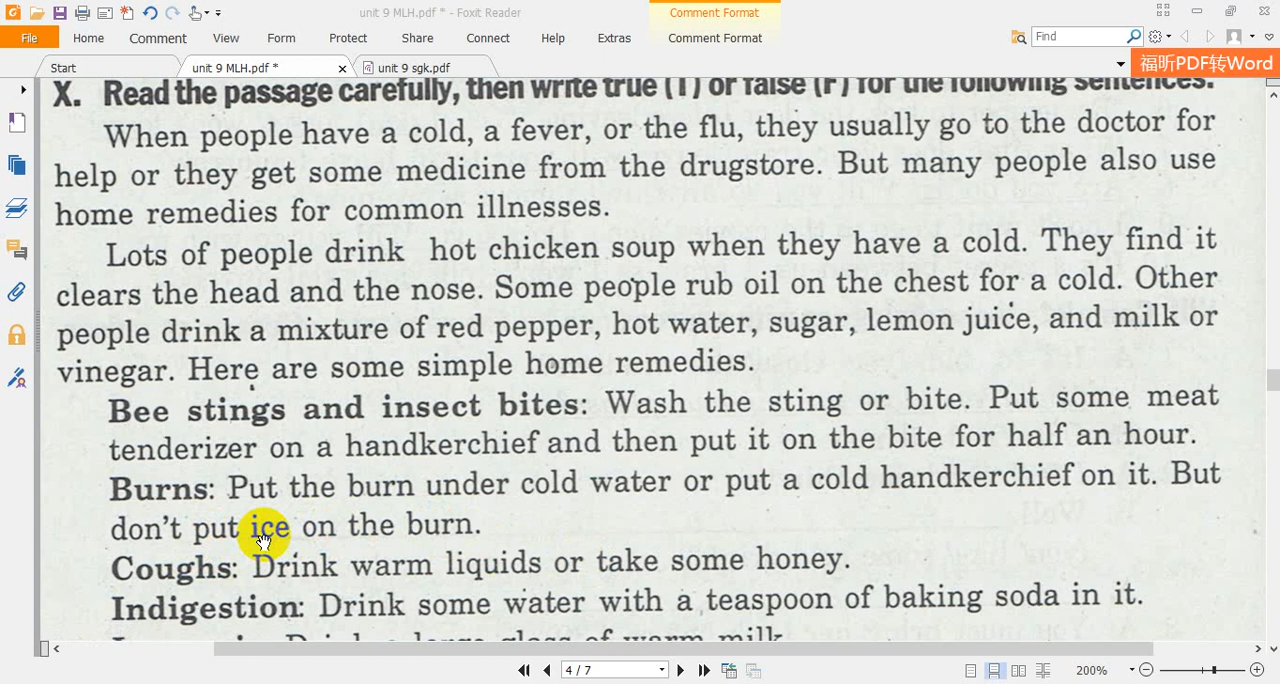 unit 9 MLH.pdf * - Foxit Reader
Comment Format
File Home Comment View Form Protect Share Connect Help Extras Comment Format Find
Start unit 9 MLH.pdf * unit 9 sgk.pdf 福昕PDF转Word
X. Read the passage carefully, then write true (T) or false (F) for the following sentences.
When people have a cold, a fever, or the flu, they usually go to the doctor for
help or they get some medicine from the drugstore. But many people also use
home remedies for common illnesses.
Lots of people drink hot chicken soup when they have a cold. They find it
clears the head and the nose. Some people rub oil on the chest for a cold. Other
people drink a mixture of red pepper, hot water, sugar, lemon juice, and milk or
vinegar. Here are some simple home remedies.
Bee stings and insect bites: Wash the sting or bite. Put some meat
tenderizer on a handkerchief and then put it on the bite for half an hour.
Burns: Put the burn under cold water or put a cold handkerchief on it. But
don't put ice on the burn.
Coughs: Drink warm liquids or take some honey.
Indigestion: Drink some water with a teaspoon of baking soda in it.
Drink a large glass of warm milk
4 / 7 200%